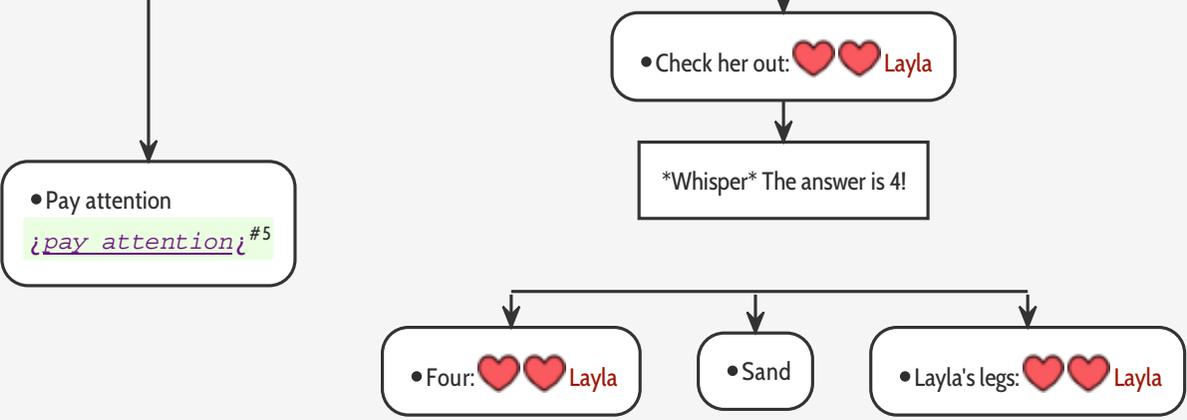 •Check her out: ❤️❤️ Layla
*Whisper* The answer is 4!
•Pay attention
¿pay attention¿#5
•Four: ❤️❤️ Layla
•Sand
•Layla's legs: ❤️❤️ Layla